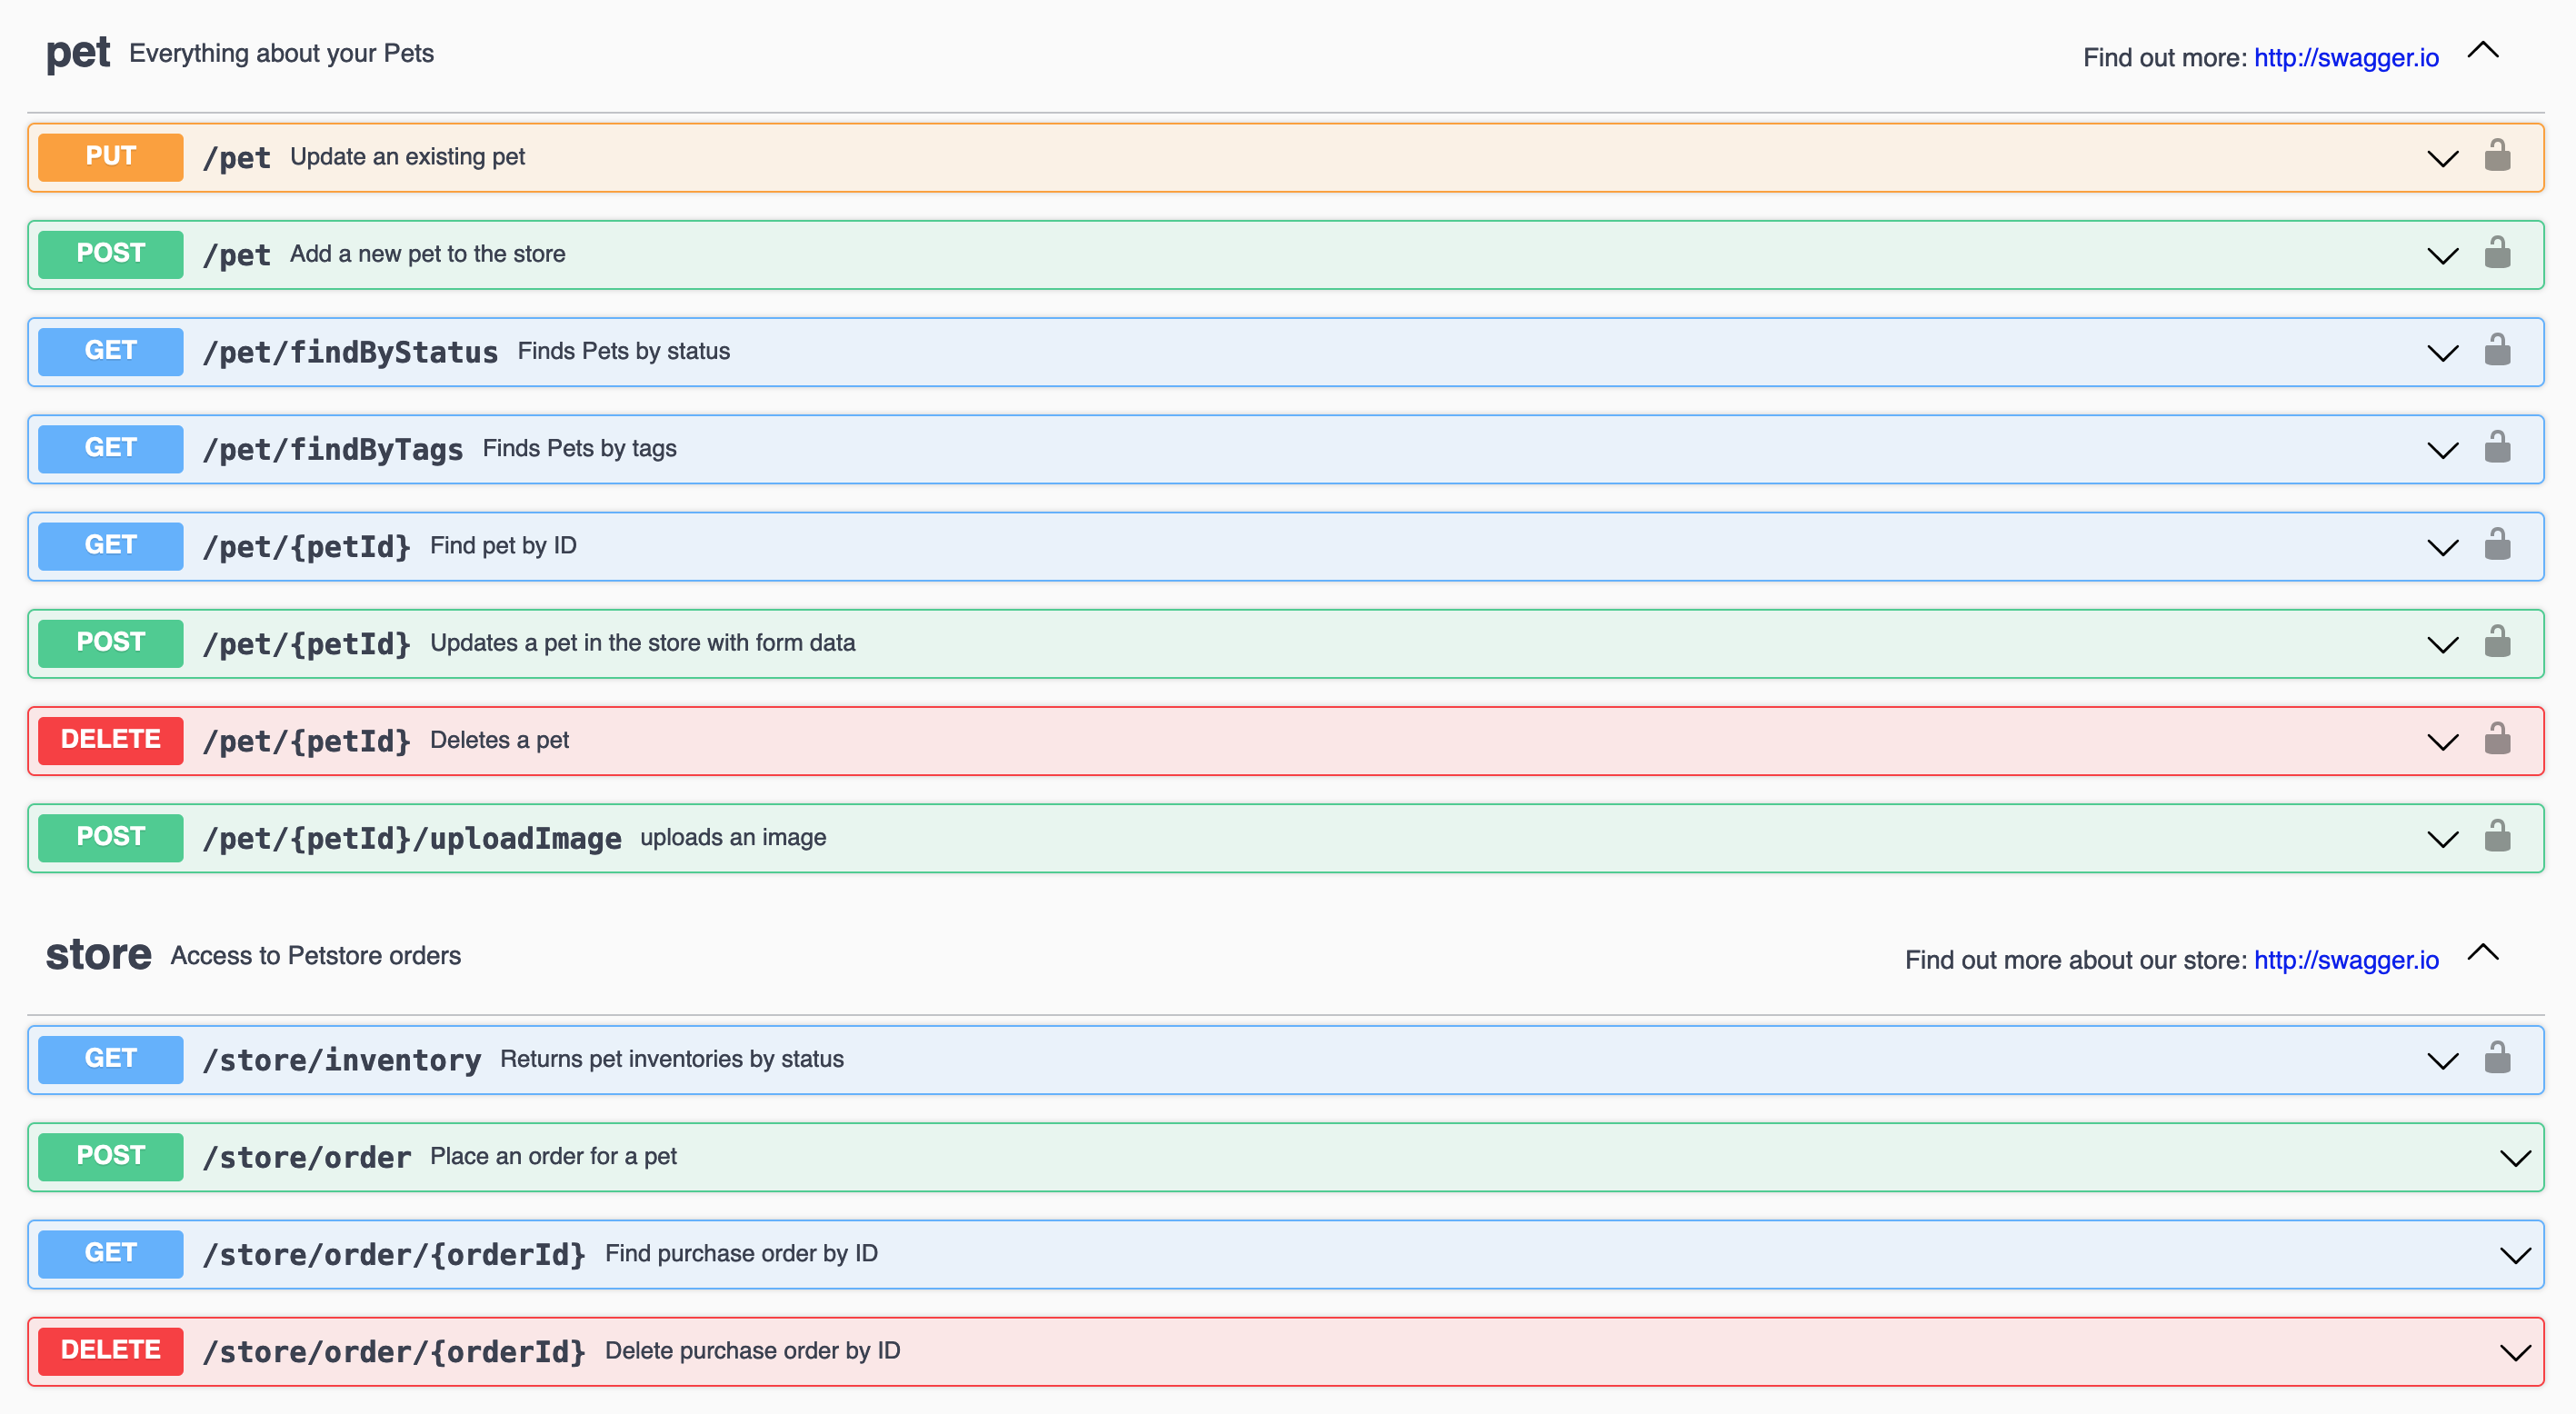 pet Everything about your Pets Find out more: http://swagger.io
PUT /pet Update an existing pet
POST /pet Add a new pet to the store
GET /pet/findByStatus Finds Pets by status
GET /pet/findByTags Finds Pets by tags
GET /pet/{petId} Find pet by ID
POST /pet/{petId} Updates a pet in the store with form data
DELETE /pet/{petId} Deletes a pet
POST /pet/{petId}/uploadImage uploads an image
store Access to Petstore orders Find out more about our store: http://swagger.io
GET /store/inventory Returns pet inventories by status
POST /store/order Place an order for a pet
GET /store/order/{orderId} Find purchase order by ID
DELETE /store/order/{orderId} Delete purchase order by ID